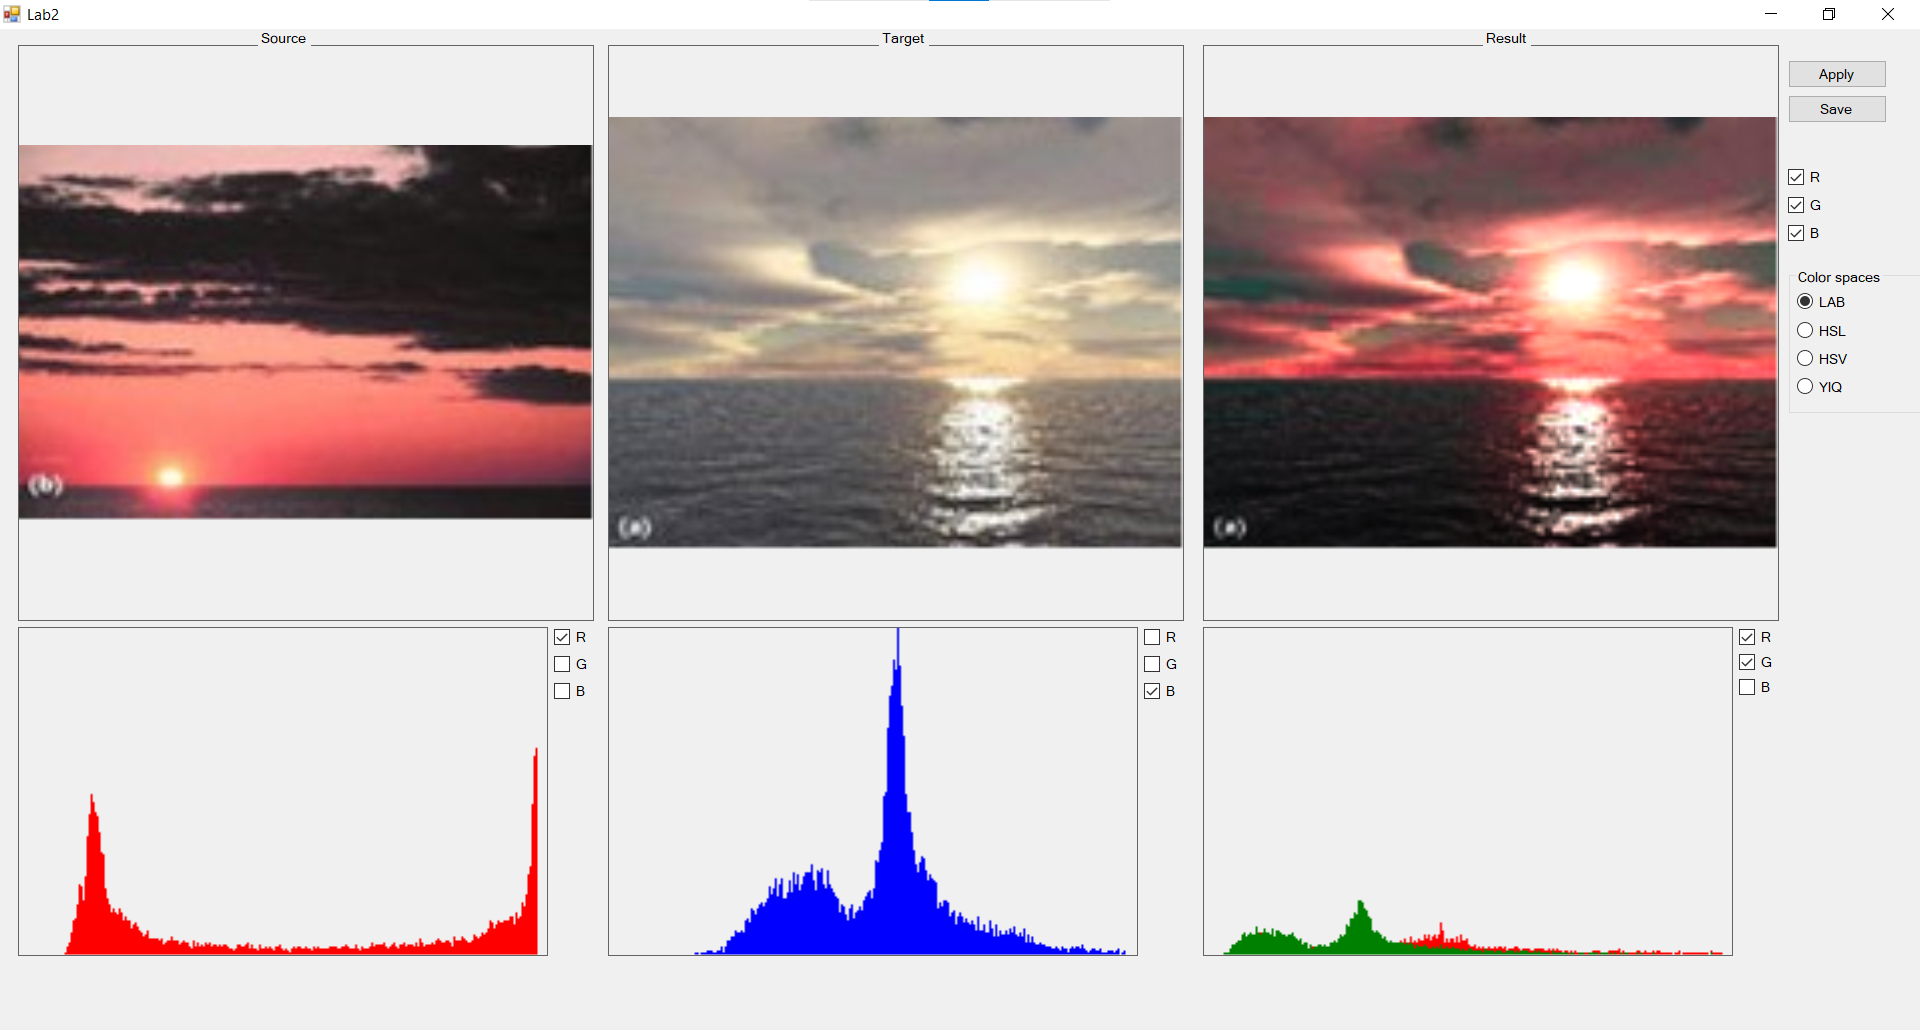 Lab2
Source
Target
Result
Apply
Save
R
G
B
Color spaces
LAB
HSL
HSV
YIQ
(b)
(a)
(a)
R
G
B
R
G
B
R
G
B